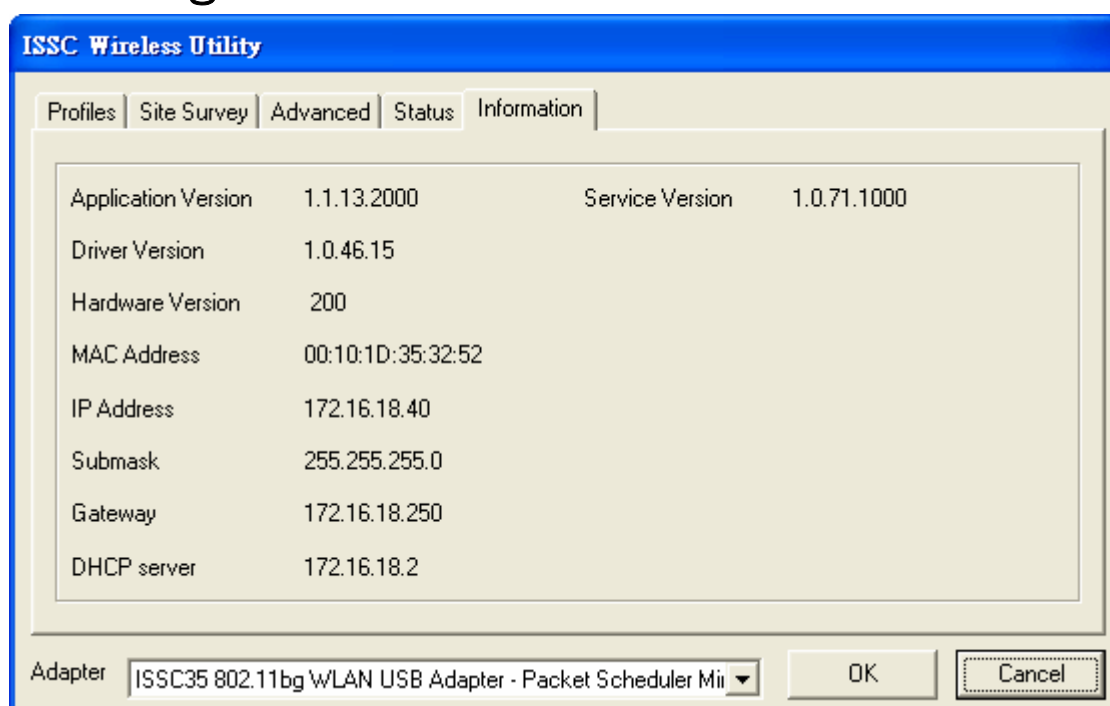 ISSC Wireless Utility
Profiles Site Survey Advanced Status Information
Application Version 1.1.13.2000 Service Version 1.0.71.1000
Driver Version 1.0.46.15
Hardware Version 200
MAC Address 00:10:1D:35:32:52
IP Address 172.16.18.40
Submask 255.255.255.0
Gateway 172.16.18.250
DHCP server 172.16.18.2
Adapter ISSC35 802.11bg WLAN USB Adapter - Packet Scheduler OK Cancel